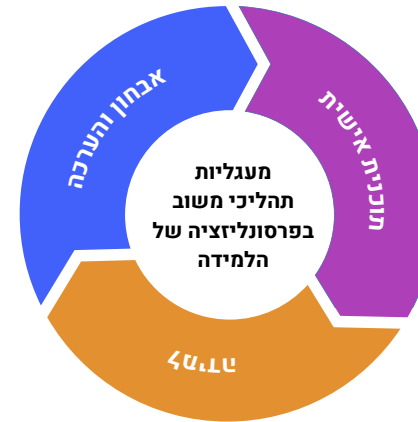 מעגליות
תהליכי משוב
בפרסונליזציה של
הלמידה
אבחון והערכה
תוכנית אישית
למידה